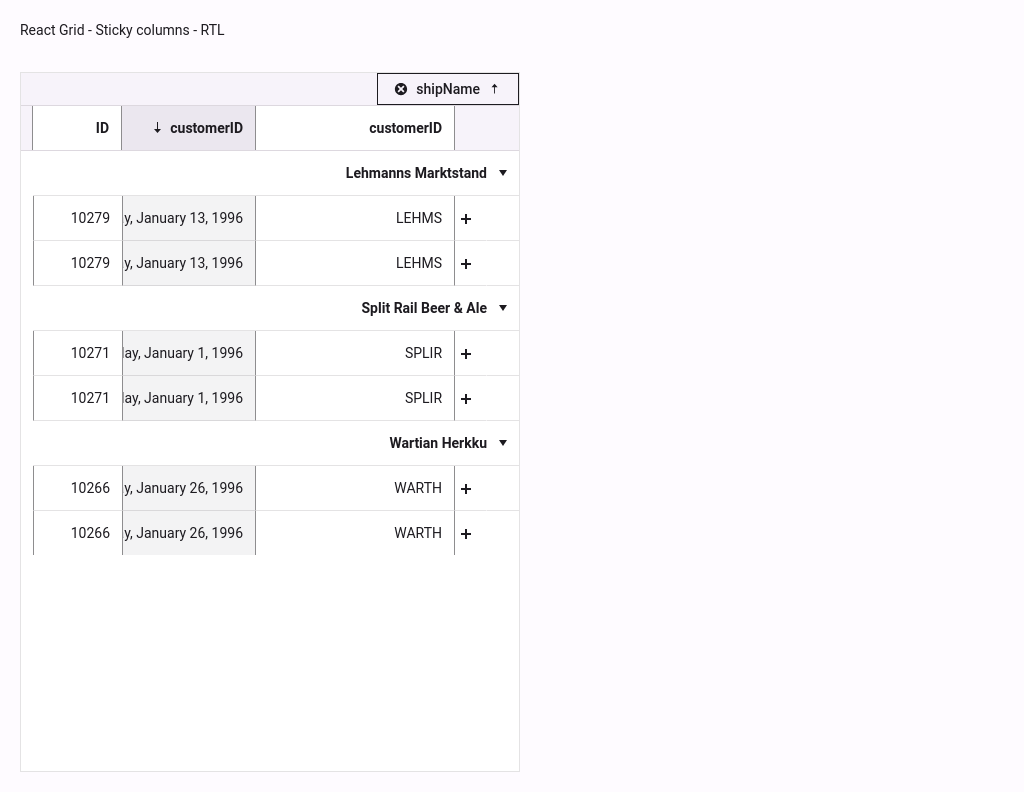 React Grid - Sticky columns - RTL
shipName ↑
ID ↓ customerID customerID
Lehmanns Marktstand
10279 y, January 13, 1996 LEHMS +
10279 y, January 13, 1996 LEHMS +
Split Rail Beer & Ale
10271 ay, January 1, 1996 SPLIR +
10271 ay, January 1, 1996 SPLIR +
Wartian Herkku
10266 y, January 26, 1996 WARTH +
10266 y, January 26, 1996 WARTH +